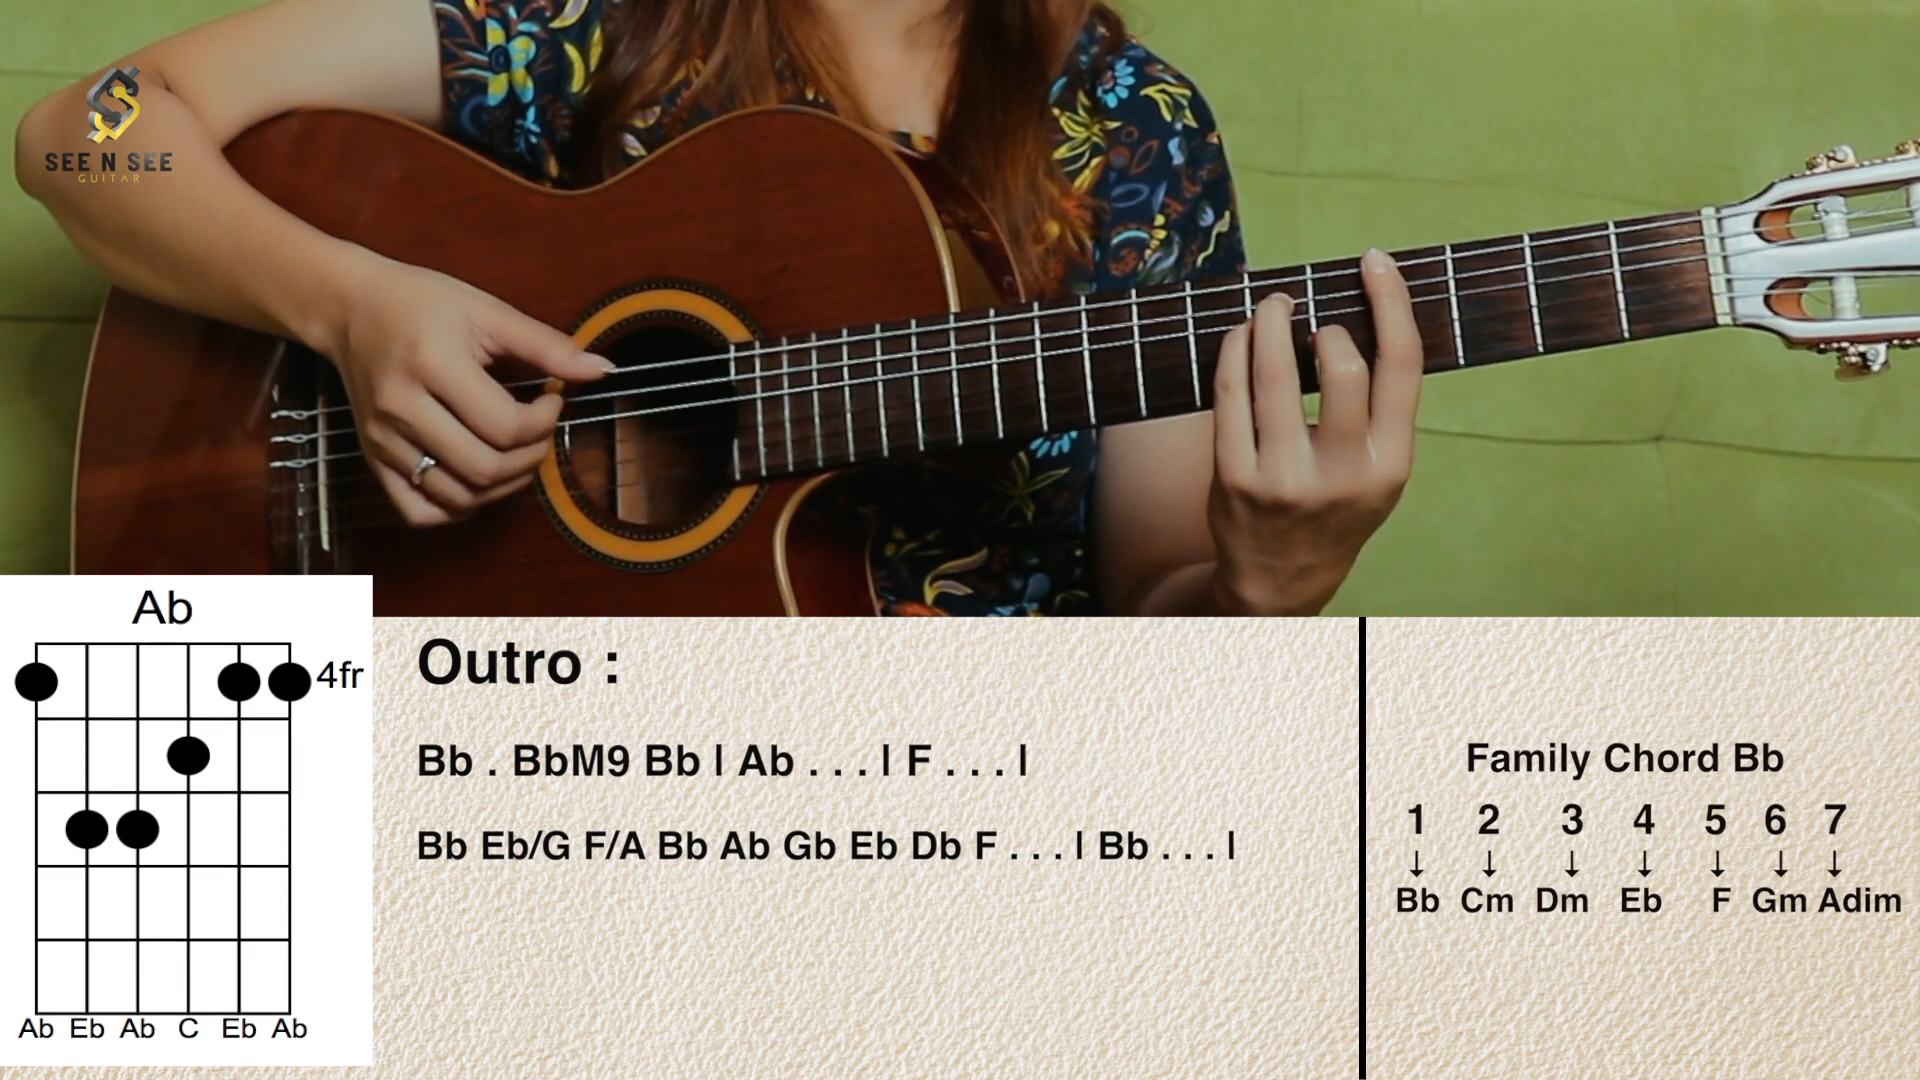 SEE N SEE
GUITAR
Ab
4fr
Ab Eb Ab C Eb Ab
Outro :
Bb . BbM9 Bb | Ab . . . | F . . . |
Bb Eb/G F/A Bb Ab Gb Eb Db F . . . | Bb . . . |
Family Chord Bb
1 2 3 4 5 6 7
↓ ↓ ↓ ↓ ↓ ↓ ↓
Bb Cm Dm Eb F Gm Adim